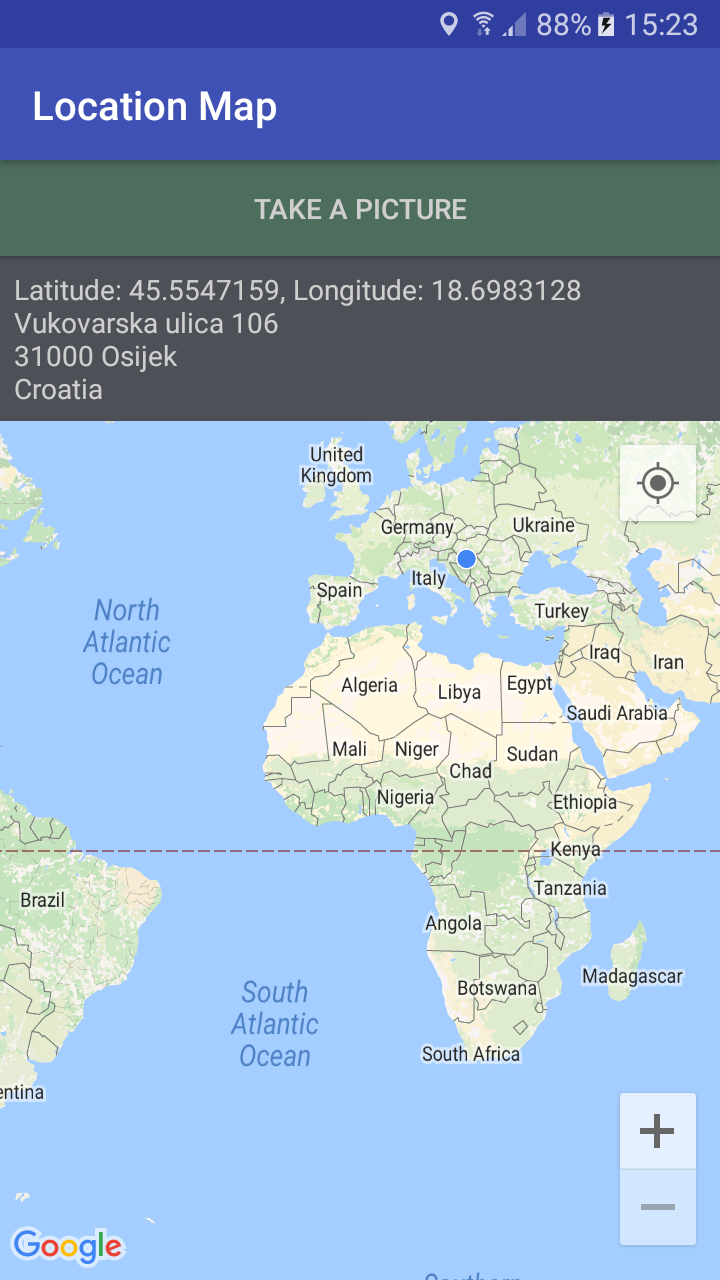 88% 15:23
Location Map
TAKE A PICTURE
Latitude: 45.5547159, Longitude: 18.6983128
Vukovarska ulica 106
31000 Osijek
Croatia
United
Kingdom
Germany
Ukraine
Italy
Spain
Turkey
North
Atlantic
Ocean
Iraq
Iran
Algeria
Libya
Egypt
Saudi Arabia
Mali
Niger
Sudan
Chad
Nigeria
Ethiopia
Kenya
Brazil
Tanzania
Angola
Madagascar
Botswana
South
Atlantic
Ocean
South Africa
entina
Google